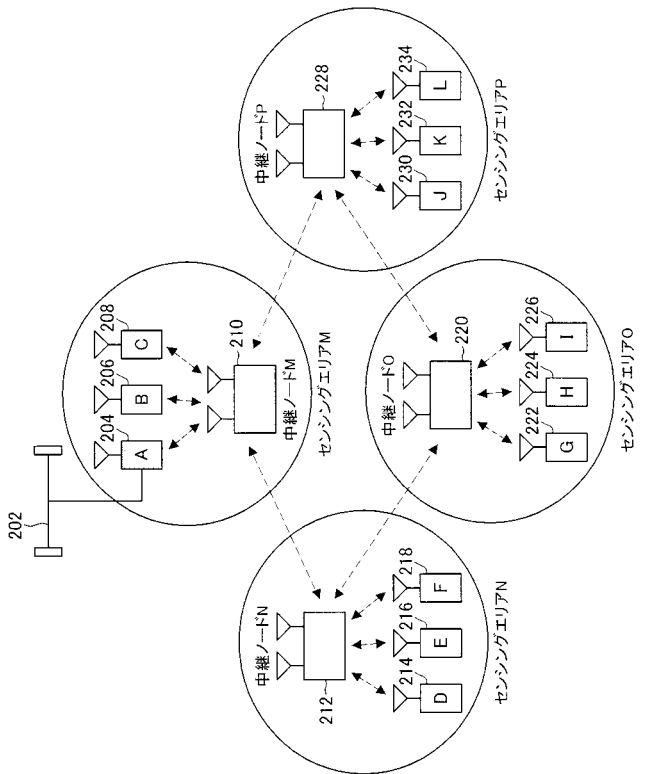 202
204
206
208
A
B
C
210
中継ノードM
センシングエリアM
中継ノードN
212
214
216
218
D
E
F
センシングエリアN
中継ノードO
220
222
224
226
G
H
I
センシングエリアO
中継ノードP
228
230
232
234
J
K
L
センシングエリアP